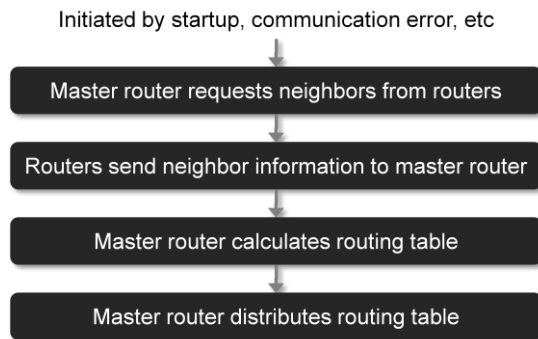 Initiated by startup, communication error, etc
Master router requests neighbors from routers
Routers send neighbor information to master router
Master router calculates routing table
Master router distributes routing table